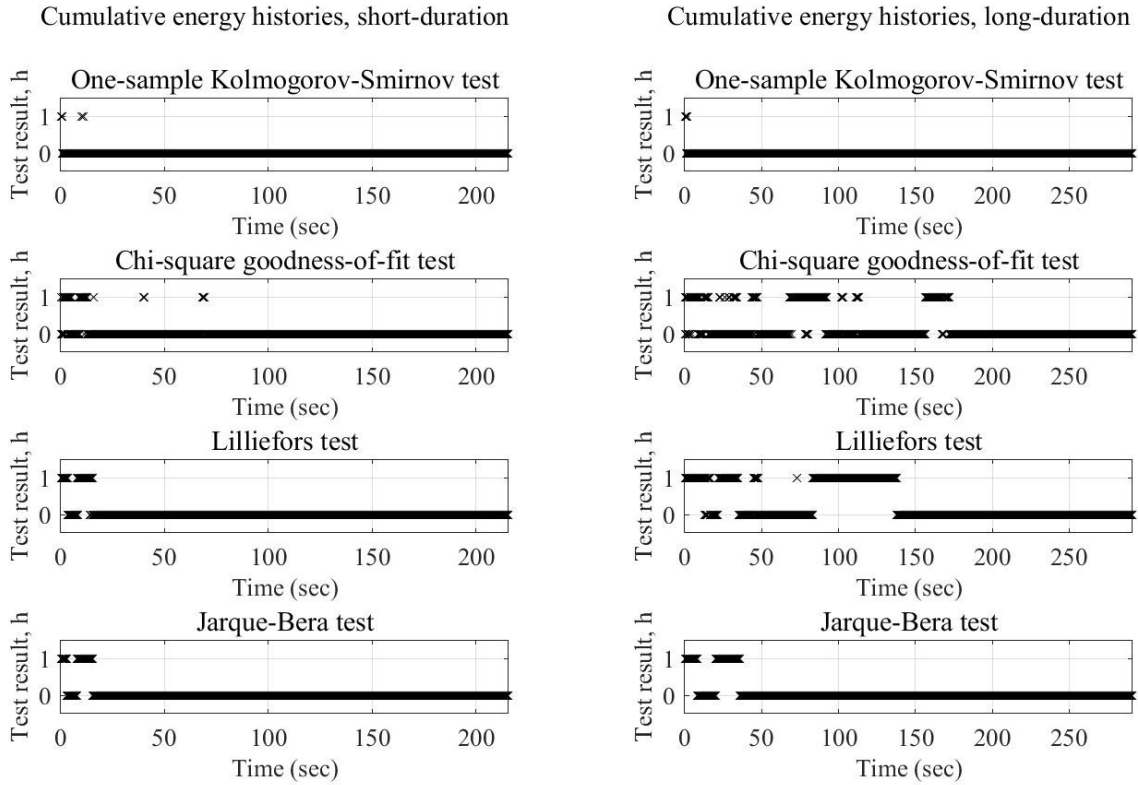 Cumulative energy histories, short-duration
One-sample Kolmogorov-Smirnov test
Test result, h
1
0
0 50 100 150 200
Time (sec)
Chi-square goodness-of-fit test
Test result, h
1
0
0 50 100 150 200
Time (sec)
Lilliefors test
Test result, h
1
0
0 50 100 150 200
Time (sec)
Jarque-Bera test
Test result, h
1
0
0 50 100 150 200
Time (sec)
Cumulative energy histories, long-duration
One-sample Kolmogorov-Smirnov test
Test result, h
1
0
0 50 100 150 200 250
Time (sec)
Chi-square goodness-of-fit test
Test result, h
1
0
0 50 100 150 200 250
Time (sec)
Lilliefors test
Test result, h
1
0
0 50 100 150 200 250
Time (sec)
Jarque-Bera test
Test result, h
1
0
0 50 100 150 200 250
Time (sec)